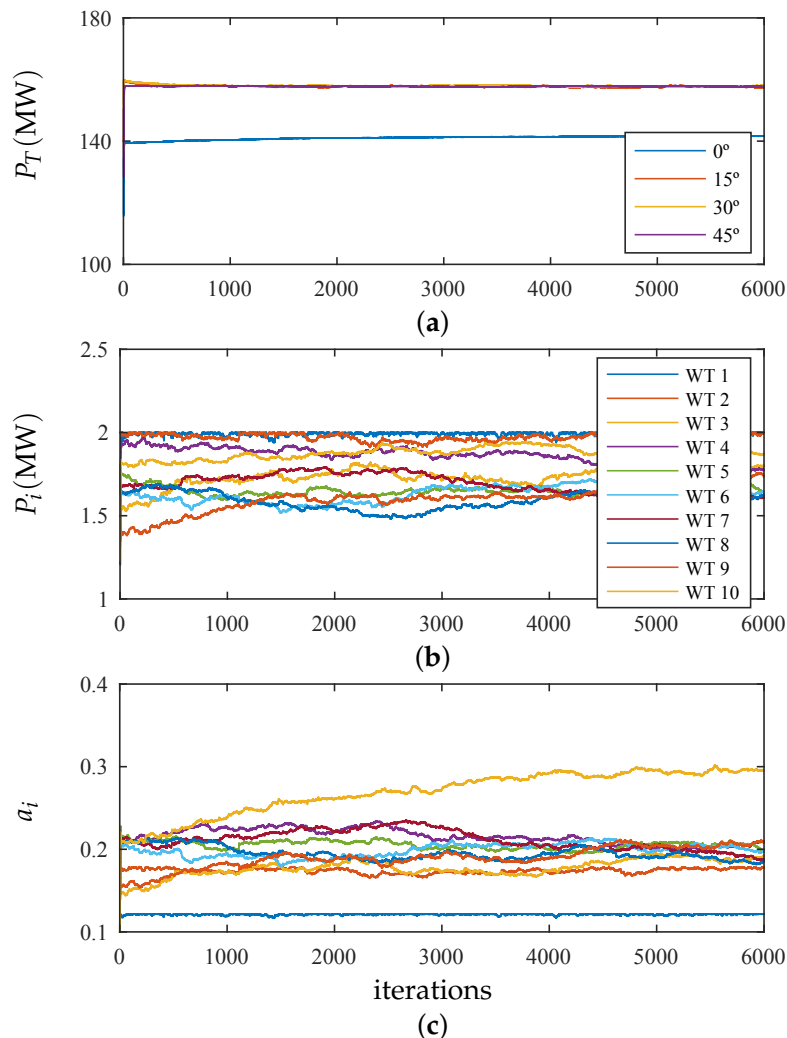 180
140
100
P_T (MW)
0º
15º
30º
45º
0 1000 2000 3000 4000 5000 6000
(a)
2.5
2
1.5
1
P_i (MW)
WT 1
WT 2
WT 3
WT 4
WT 5
WT 6
WT 7
WT 8
WT 9
WT 10
0 1000 2000 3000 4000 5000 6000
(b)
0.4
0.3
0.2
0.1
a_i
0 1000 2000 3000 4000 5000 6000
iterations
(c)